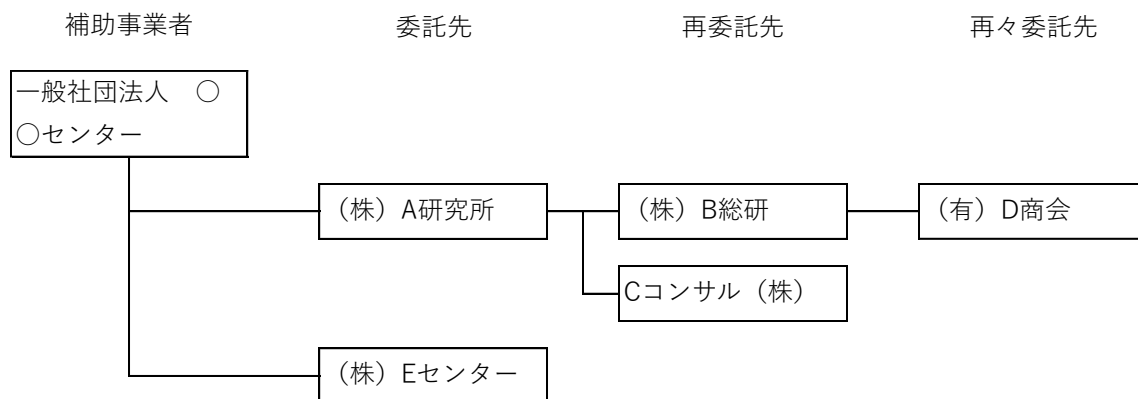 補助事業者 委託先 再委託先 再々委託先
一般社団法人　○
○センター
（株）A研究所 （株）B総研 （有）D商会
Cコンサル（株）
（株）Eセンター